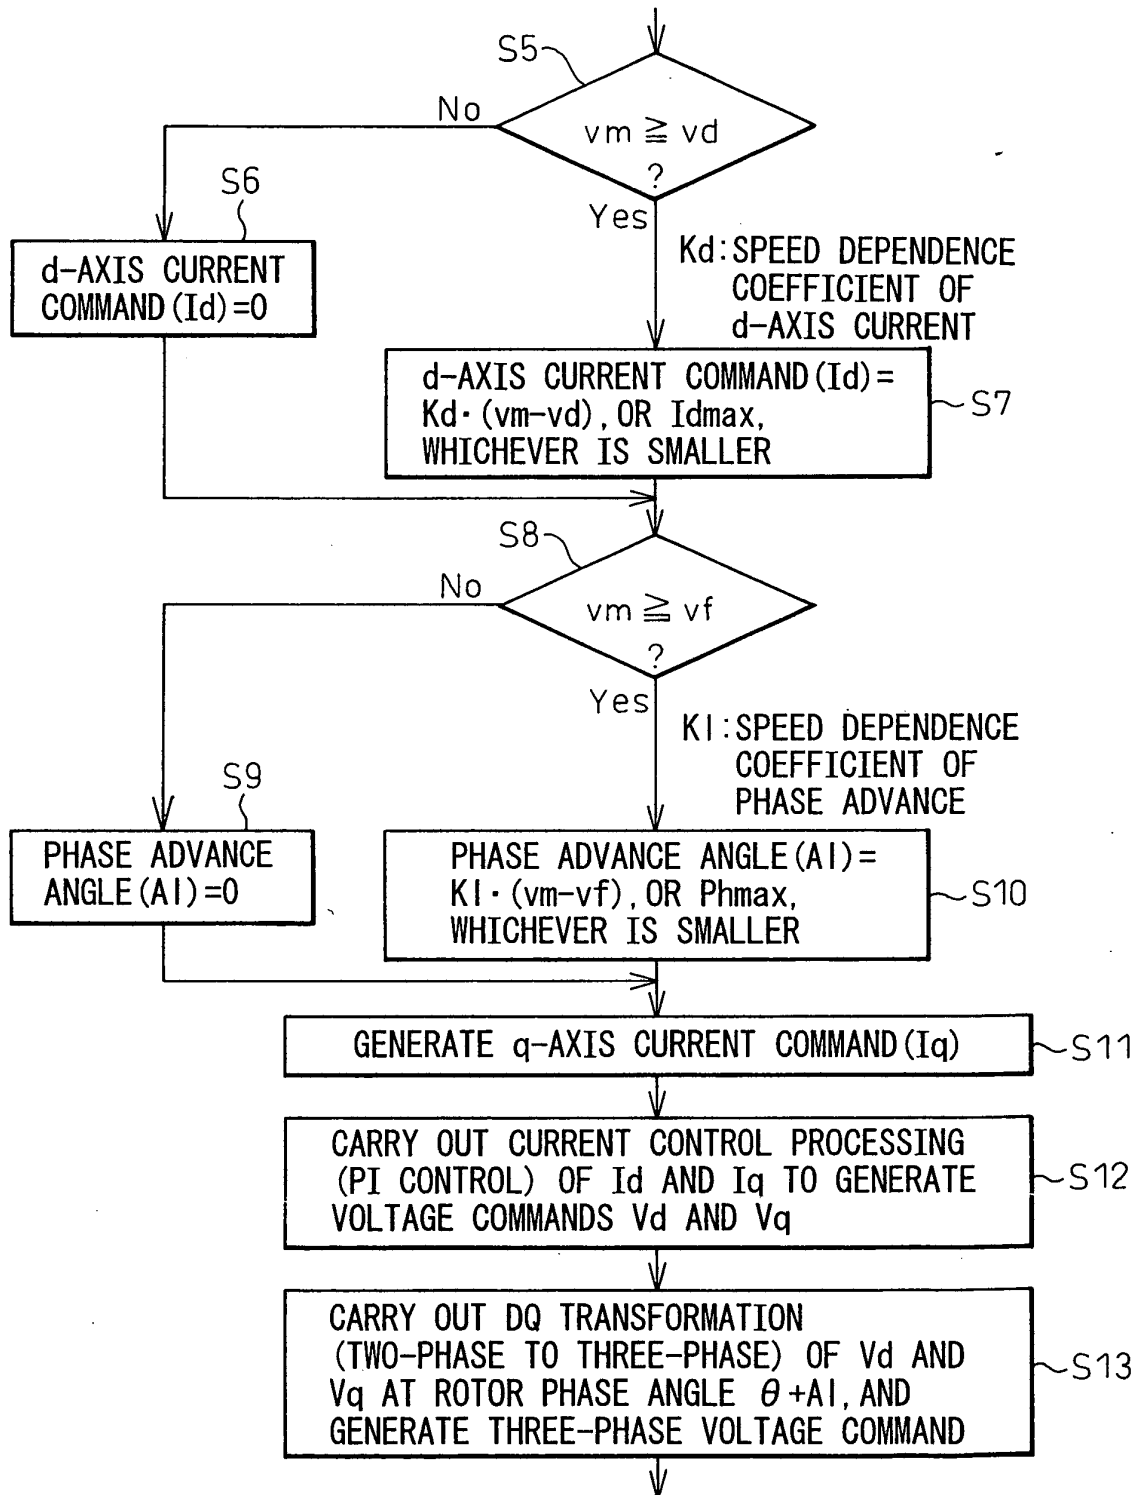 S5
No
vm ≧ vd
?
Yes
S6
d-AXIS CURRENT
COMMAND(Id)=0
Kd:SPEED DEPENDENCE
COEFFICIENT OF
d-AXIS CURRENT
d-AXIS CURRENT COMMAND(Id)=
Kd·(vm-vd), OR Idmax,
WHICHEVER IS SMALLER
S7
S8
No
vm ≧ vf
?
Yes
Kl:SPEED DEPENDENCE
COEFFICIENT OF
PHASE ADVANCE
S9
PHASE ADVANCE
ANGLE(Al)=0
PHASE ADVANCE ANGLE(Al)=
Kl·(vm-vf), OR Phmax,
WHICHEVER IS SMALLER
S10
GENERATE q-AXIS CURRENT COMMAND(Iq)
S11
CARRY OUT CURRENT CONTROL PROCESSING
(PI CONTROL) OF Id AND Iq TO GENERATE
VOLTAGE COMMANDS Vd AND Vq
S12
CARRY OUT DQ TRANSFORMATION
(TWO-PHASE TO THREE-PHASE) OF Vd AND
Vq AT ROTOR PHASE ANGLE θ+Al, AND
GENERATE THREE-PHASE VOLTAGE COMMAND
S13